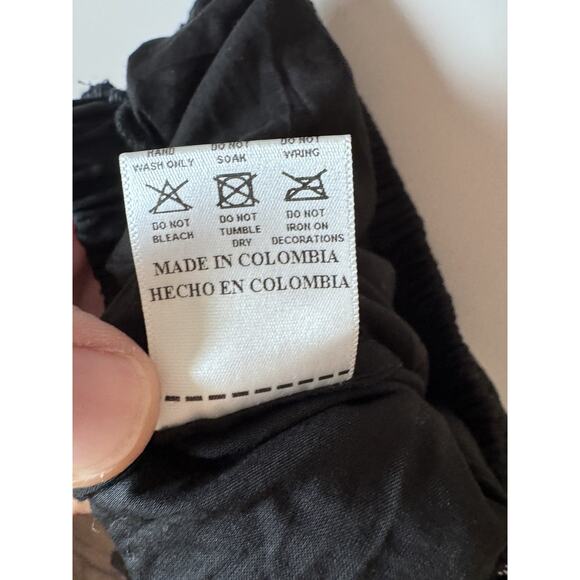 HAND DO NOT DO NOT
WASH ONLY SOAK WRING
DO NOT DO NOT DO NOT
BLEACH TUMBLE IRON ON
DRY DECORATIONS
MADE IN COLOMBIA
HECHO EN COLOMBIA